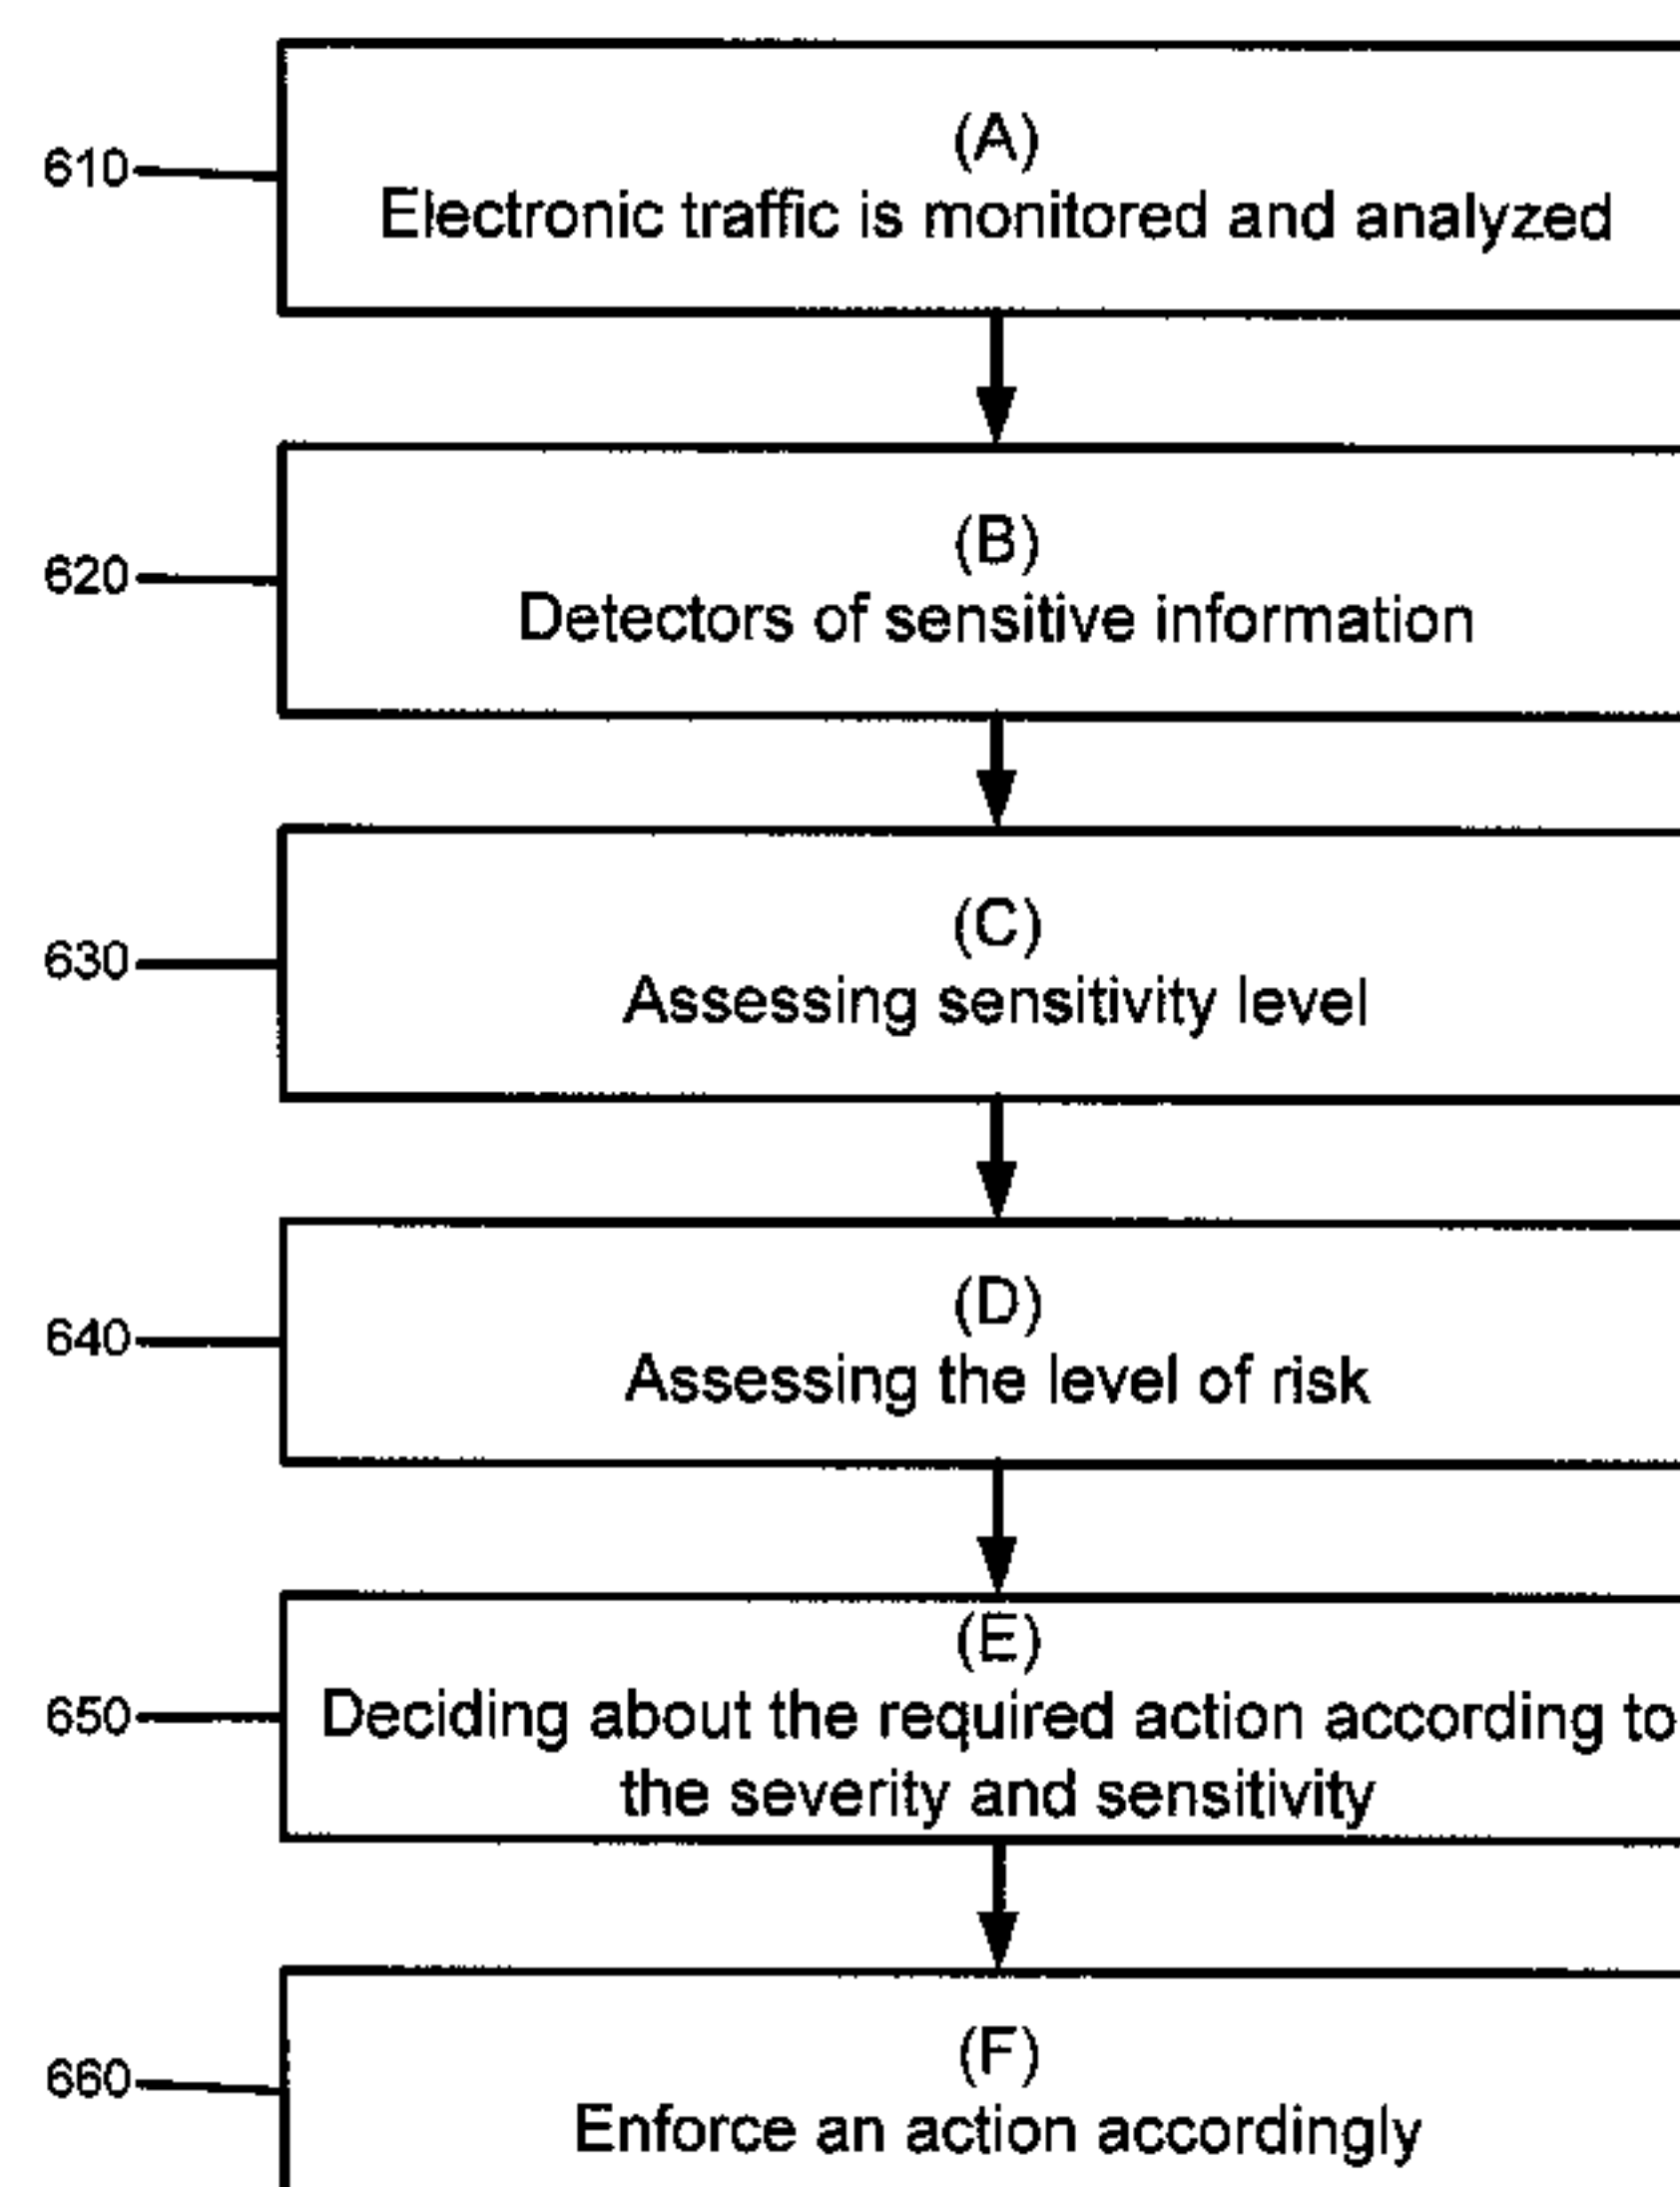 (A)
610
Electronic traffic is monitored and analyzed
(B)
620
Detectors of sensitive information
(C)
630
Assessing sensitivity level
(D)
640
Assessing the level of risk
(E)
650
Deciding about the required action according to
the severity and sensitivity
(F)
660
Enforce an action accordingly